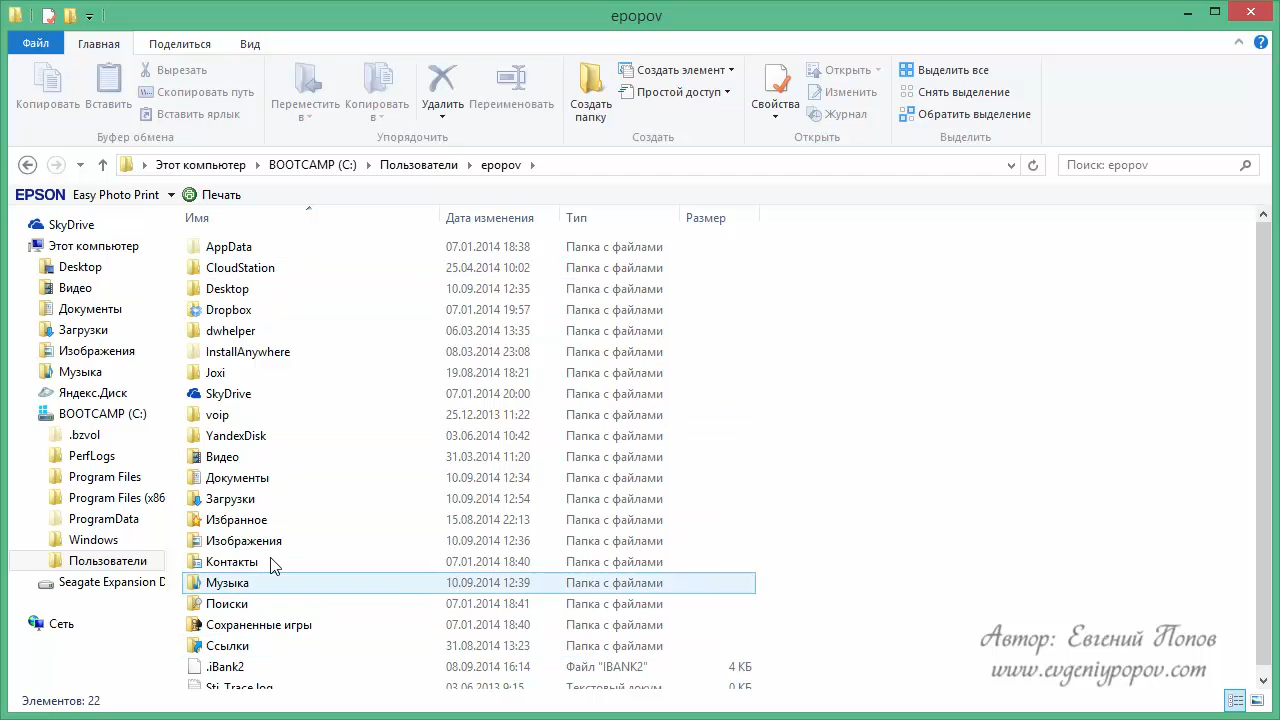 epopov
Файл Главная Поделиться Вид
Копировать
Вставить
Вырезать
Скопировать путь
Вставить ярлык
Буфер обмена
Переместить в
Копировать в
Удалить
Переименовать
Упорядочить
Создать папку
Создать элемент
Простой доступ
Создать
Свойства
Открыть
Изменить
Журнал
Открыть
Выделить все
Снять выделение
Обратить выделение
Выделить
Этот компьютер BOOTCAMP (C:) Пользователи epopov
Поиск: epopov
EPSON Easy Photo Print Печать
SkyDrive
Этот компьютер
Desktop
Видео
Документы
Загрузки
Изображения
Музыка
Яндекс.Диск
BOOTCAMP (C:)
.bzvol
PerfLogs
Program Files
Program Files (x86
ProgramData
Windows
Пользователи
Seagate Expansion D
Сеть
Имя Дата изменения Тип Размер
AppData 07.01.2014 18:38 Папка с файлами
CloudStation 25.04.2014 10:02 Папка с файлами
Desktop 10.09.2014 12:35 Папка с файлами
Dropbox 07.01.2014 19:57 Папка с файлами
dwhelper 06.03.2014 13:35 Папка с файлами
InstallAnywhere 08.03.2014 23:08 Папка с файлами
Joxi 19.08.2014 18:21 Папка с файлами
SkyDrive 07.01.2014 20:00 Папка с файлами
voip 25.12.2013 11:22 Папка с файлами
YandexDisk 03.06.2014 10:42 Папка с файлами
Видео 31.03.2014 11:20 Папка с файлами
Документы 10.09.2014 12:34 Папка с файлами
Загрузки 10.09.2014 12:54 Папка с файлами
Избранное 15.08.2014 22:13 Папка с файлами
Изображения 10.09.2014 12:36 Папка с файлами
Контакты 07.01.2014 18:40 Папка с файлами
Музыка 10.09.2014 12:39 Папка с файлами
Поиски 07.01.2014 18:41 Папка с файлами
Сохраненные игры 07.01.2014 18:40 Папка с файлами
Ссылки 31.08.2014 13:23 Папка с файлами
.iBank2 08.09.2014 16:14 Файл "IBANK2" 4 КБ
Sti_Trace.log 03.06.2013 9:15 Текстовый докум 0 КБ
Автор: Евгений Попов
www.evgeniypopov.com
Элементов: 22